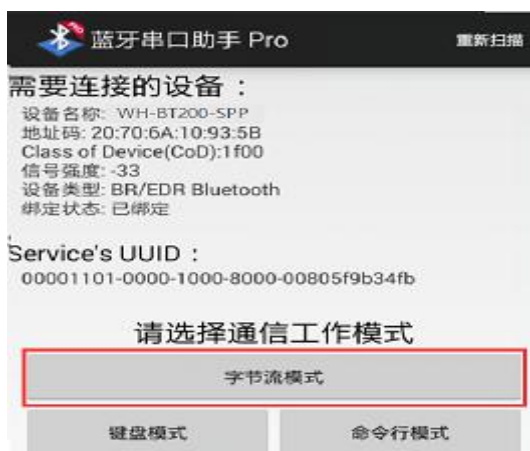 蓝牙串口助手 Pro
重新扫描
需要连接的设备：
设备名称: WH-BT200-SPP
地址码: 20:70:6A:10:93:5B
Class of Device(CoD):1f00
信号强度: -33
设备类型: BR/EDR Bluetooth
绑定状态: 已绑定
Service's UUID：
00001101-0000-1000-8000-00805f9b34fb
请选择通信工作模式
字节流模式
键盘模式
命令行模式